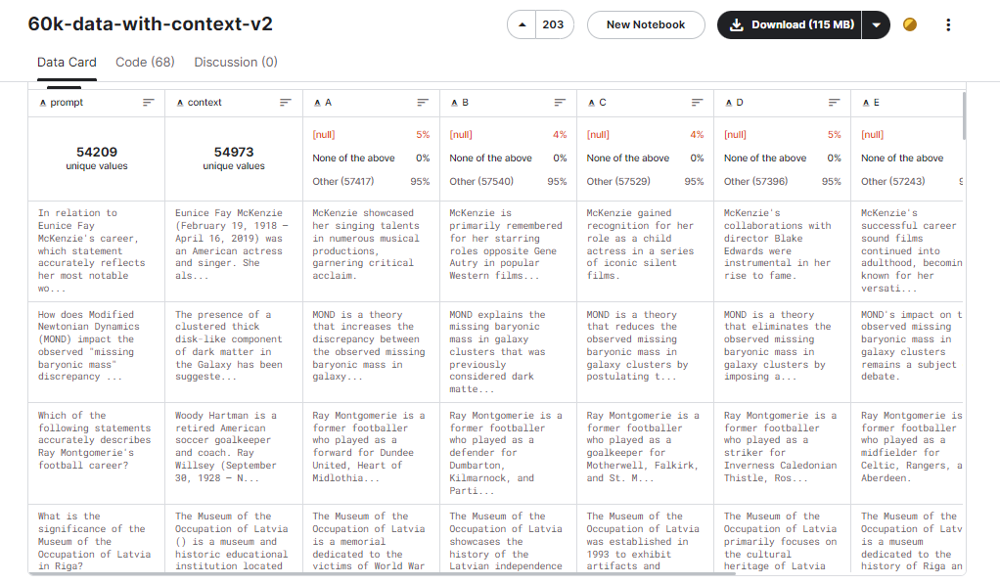 60k-data-with-context-v2
203
New Notebook
Download (115 MB)
Data Card
Code (68)
Discussion (0)
prompt
context
A
B
C
D
E
54209
unique values
54973
unique values
[null] 5%
None of the above 0%
Other (57417) 95%
[null] 4%
None of the above 0%
Other (57540) 95%
[null] 4%
None of the above 0%
Other (57529) 95%
[null] 5%
None of the above 0%
Other (57396) 95%
[null]
None of the above
Other (57243)
In relation to
Eunice Fay
McKenzie's career,
which statement
accurately reflects
her most notable
wo...
Eunice Fay McKenzie
(February 19, 1918 –
April 16, 2019) was
an American actress
and singer. She
als...
McKenzie showcased
her singing talents
in numerous musical
productions,
garnering critical
acclaim.
McKenzie is
primarily remembered
for her starring
roles opposite Gene
Autry in popular
Western films...
McKenzie gained
recognition for her
role as a child
actress in a series
of iconic silent
films.
McKenzie's
collaborations with
director Blake
Edwards were
instrumental in her
rise to fame.
McKenzie's
successful career
sound films
continued into
adulthood, becomin
known for her
versati...
How does Modified
Newtonian Dynamics
(MOND) impact the
observed "missing
baryonic mass"
discrepancy ...
The presence of a
clustered thick
disk-like component
of dark matter in
the Galaxy has been
suggeste...
MOND is a theory
that increases the
discrepancy between
the observed missing
baryonic mass in
galaxy...
MOND explains the
missing baryonic
mass in galaxy
clusters that was
previously
considered dark
matte...
MOND is a theory
that reduces the
observed missing
baryonic mass in
galaxy clusters by
postulating t...
MOND is a theory
that eliminates the
observed missing
baryonic mass in
galaxy clusters by
imposing a...
MOND's impact on t
observed missing
baryonic mass in
galaxy clusters
remains a subject
debate.
Which of the
following statements
accurately describes
Ray Montgomerie's
football career?
Woody Hartman is a
retired American
soccer goalkeeper
and coach. Ray
Willsey (September
30, 1928 – N...
Ray Montgomerie is a
former footballer
who played as a
forward for Dundee
United, Heart of
Midlothia...
Ray Montgomerie is a
former footballer
who played as a
defender for
Dumbarton,
Kilmarnock, and
Parti...
Ray Montgomerie is a
former footballer
who played as a
goalkeeper for
Motherwell, Falkirk,
and St. M...
Ray Montgomerie is a
former footballer
who played as a
striker for
Inverness Caledonian
Thistle, Ros...
Ray Montgomerie is
former footballer
who played as a
midfielder for
Celtic, Rangers, a
Aberdeen.
What is the
significance of the
Museum of the
Occupation of Latvia
in Riga?
The Museum of the
Occupation of Latvia
() is a museum and
historic educational
institution located
The Museum of the
Occupation of Latvia
is a memorial
dedicated to the
victims of World War
The Museum of the
Occupation of Latvia
showcases the
history of the
Latvian independence
The Museum of the
Occupation of Latvia
was established in
1993 to exhibit
artifacts and
The Museum of the
Occupation of Latvia
primarily focuses on
the cultural
heritage of Latvia
The Museum of the
Occupation of Latv
is a museum
dedicated to the
history of Riga an